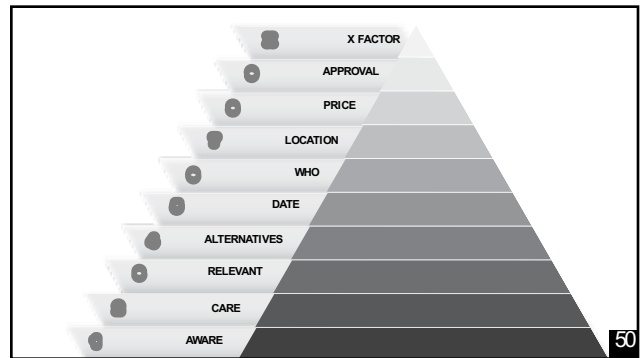 X FACTOR
APPROVAL
PRICE
LOCATION
WHO
DATE
ALTERNATIVES
RELEVANT
CARE
AWARE
50